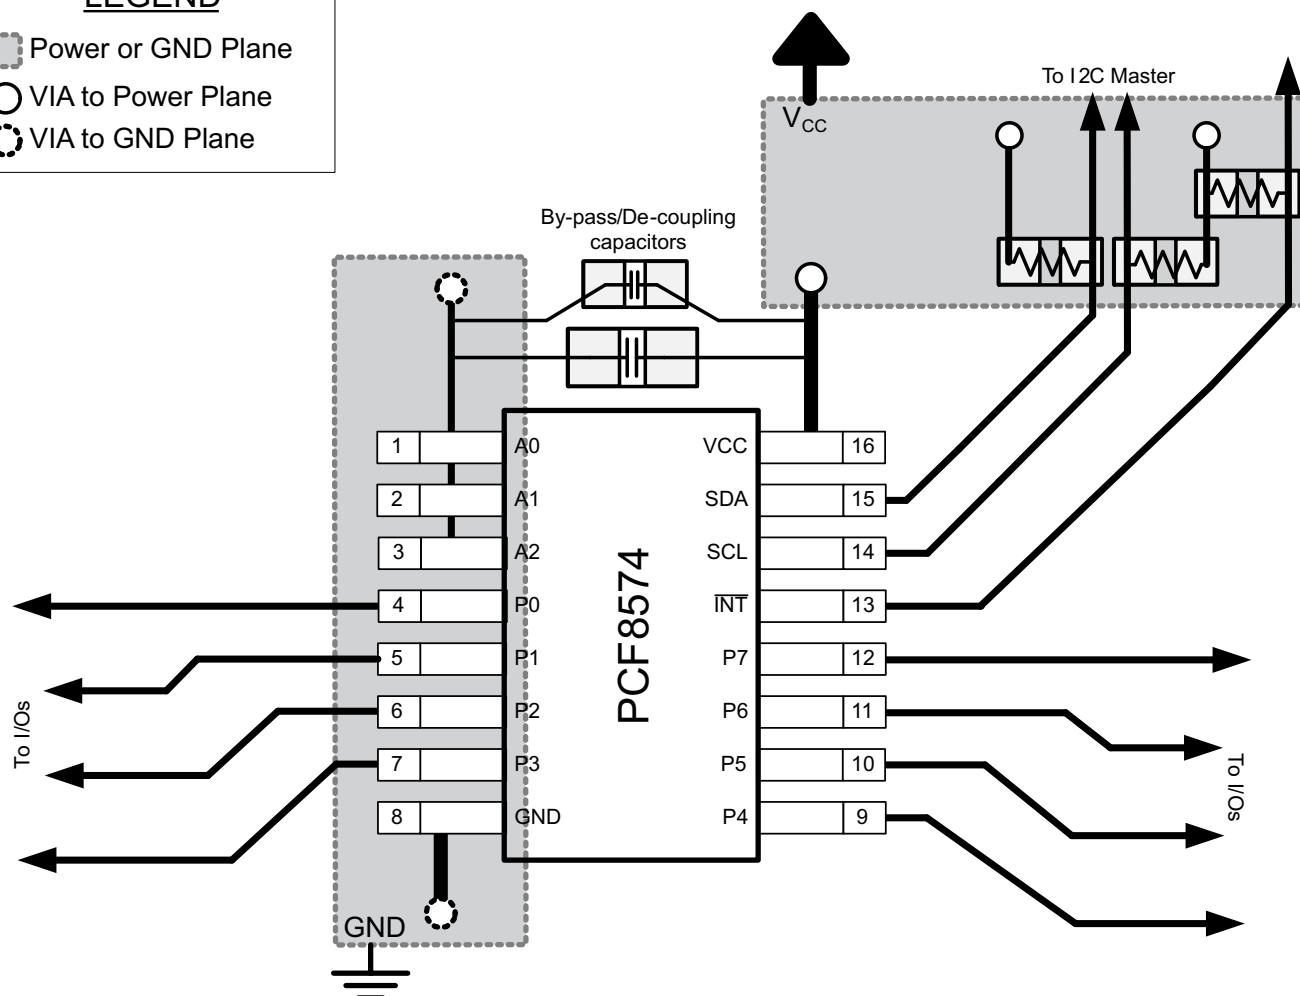 LEGEND
Power or GND Plane
VIA to Power Plane
VIA to GND Plane
To I2C Master
VCC
By-pass/De-coupling
capacitors
1 A0 VCC 16
2 A1 SDA 15
3 A2 SCL 14
4 P0 INT 13
5 P1 P7 12
6 P2 P6 11
7 P3 P5 10
8 GND P4 9
PCF8574
To I/Os
To I/Os
GND